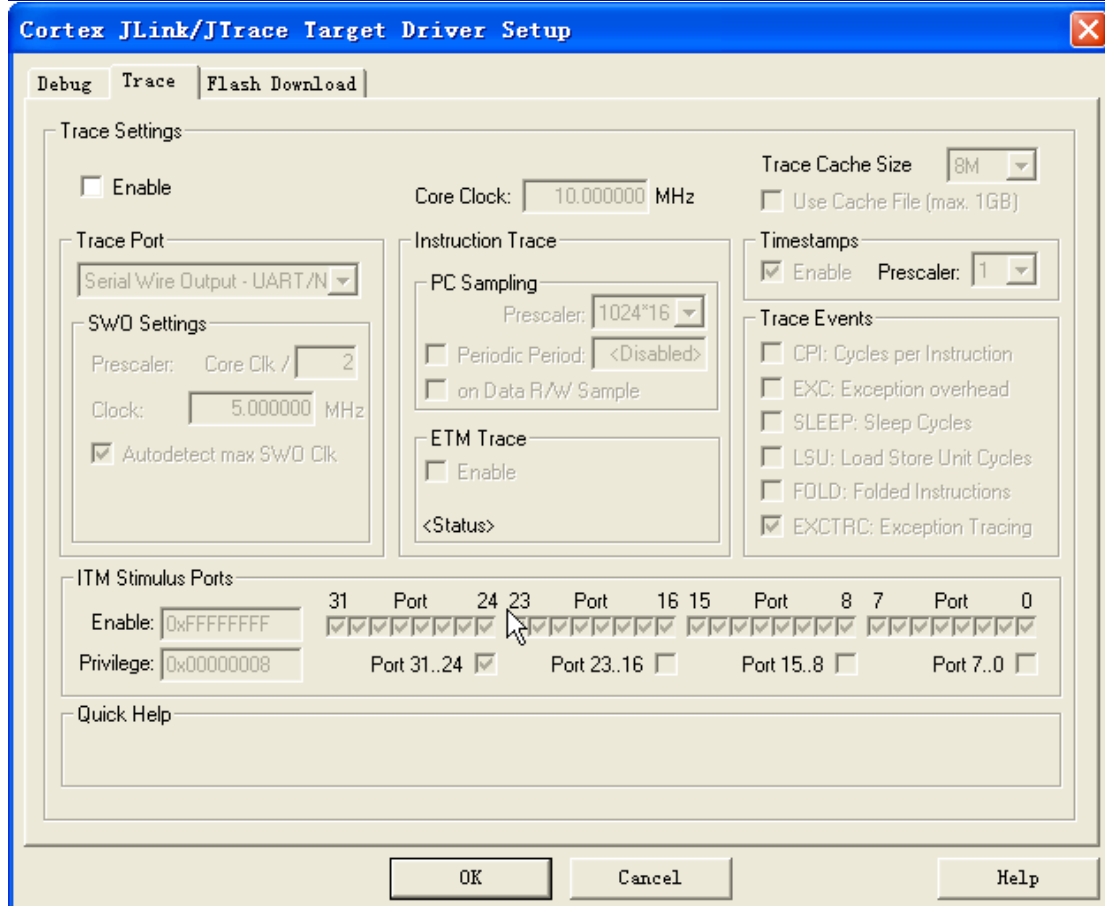 Cortex JLink/JTrace Target Driver Setup
Debug Trace Flash Download
Trace Settings
Enable
Core Clock: 10.000000 MHz
Trace Cache Size 8M
Use Cache File (max. 1GB)
Trace Port
Serial Wire Output - UART/N
SWO Settings
Prescaler: Core Clk / 2
Clock: 5.000000 MHz
Autodetect max SWO Clk
Instruction Trace
PC Sampling
Prescaler: 1024*16
Periodic Period: <Disabled>
on Data R/W Sample
ETM Trace
Enable
<Status>
Timestamps
Enable Prescaler: 1
Trace Events
CPI: Cycles per Instruction
EXC: Exception overhead
SLEEP: Sleep Cycles
LSU: Load Store Unit Cycles
FOLD: Folded Instructions
EXCTRC: Exception Tracing
ITM Stimulus Ports
31 Port 24 23 Port 16 15 Port 8 7 Port 0
Enable: 0xFFFFFFFF
Privilege: 0x00000008 Port 31..24 Port 23..16 Port 15..8 Port 7..0
Quick Help
OK Cancel Help